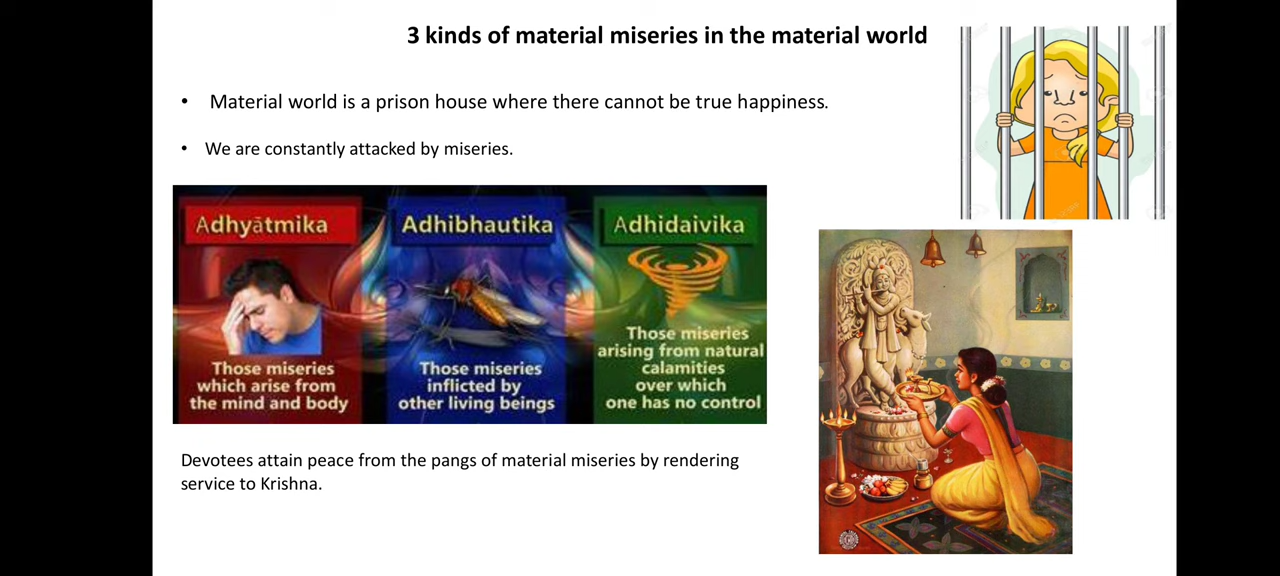 3 kinds of material miseries in the material world
• Material world is a prison house where there cannot be true happiness.
• We are constantly attacked by miseries.
Adhyātmika
Those miseries
which arise from
the mind and body
Adhibhautika
Those miseries
inflicted by
other living beings
Adhidaivika
Those miseries
arising from natural
calamities
over which
one has no control
Devotees attain peace from the pangs of material miseries by rendering
service to Krishna.